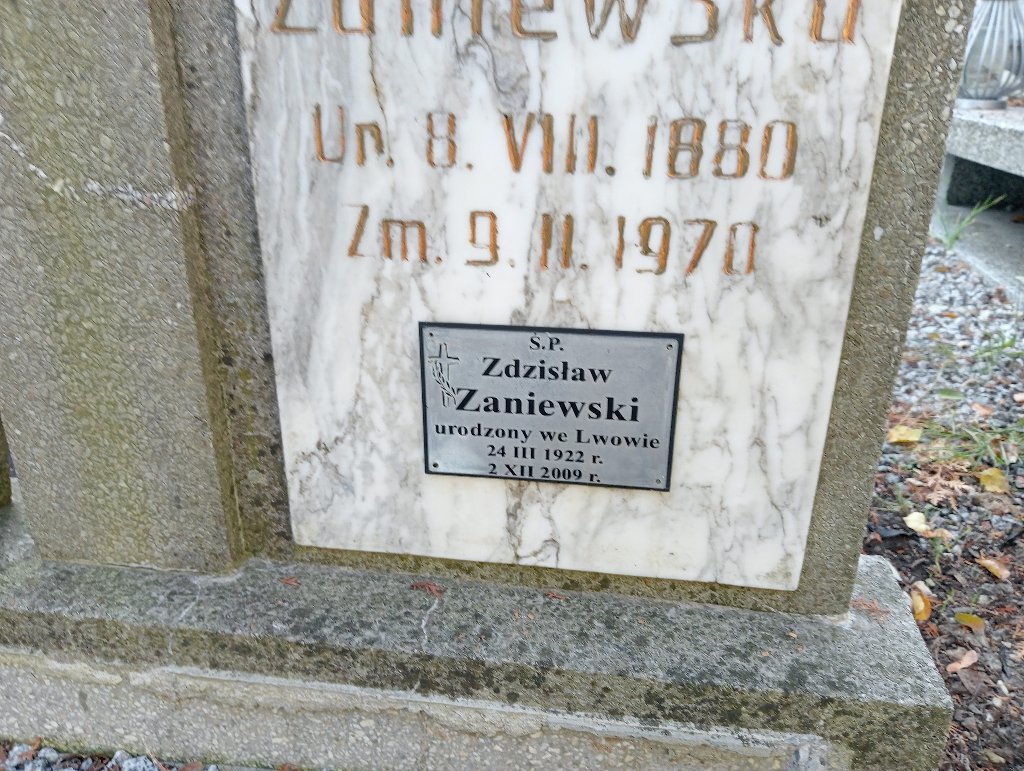 Zaniewska
Ur. 8. VIII. 1880
Zm. 9. II. 1970
S.P.
Zdzisław
Zaniewski
urodzony we Lwowie
24 III 1922 r.
2 XII 2009 r.